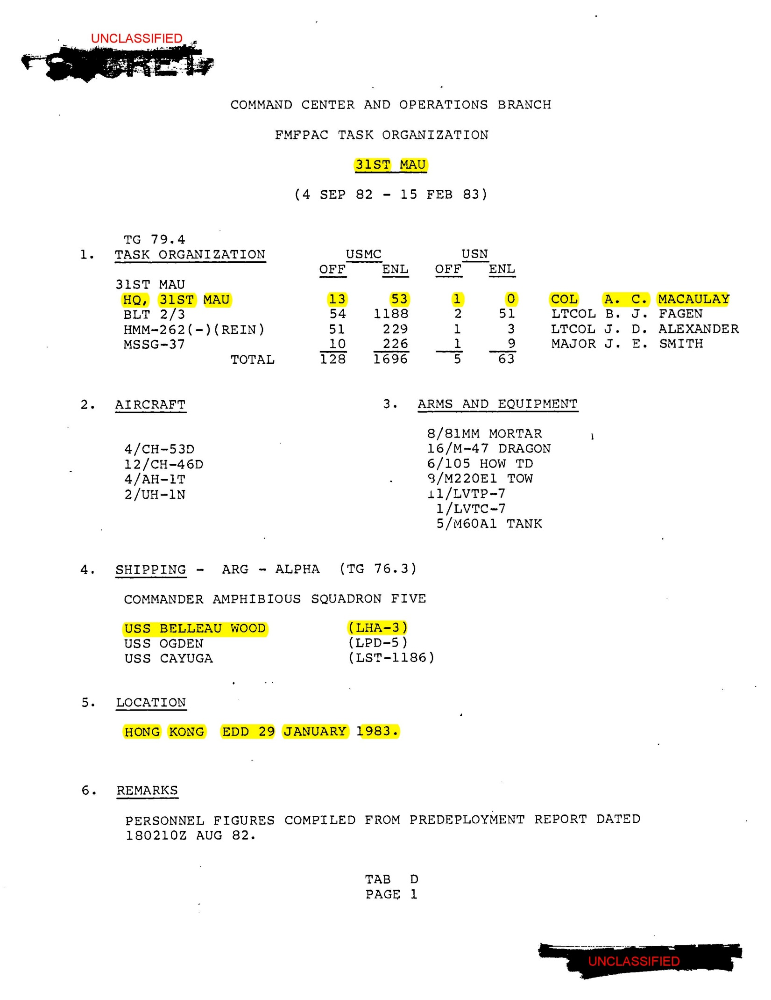 UNCLASSIFIED
COMMAND CENTER AND OPERATIONS BRANCH
FMFPAC TASK ORGANIZATION
31ST MAU
(4 SEP 82 - 15 FEB 83)
TG 79.4
1. TASK ORGANIZATION USMC USN
OFF ENL OFF ENL
31ST MAU
HQ, 31ST MAU 13 53 1 0 COL A. C. MACAULAY
BLT 2/3 54 1188 2 51 LTCOL B. J. FAGEN
HMM-262(-)(REIN) 51 229 1 3 LTCOL J. D. ALEXANDER
MSSG-37 10 226 1 9 MAJOR J. E. SMITH
TOTAL 128 1696 5 63
2. AIRCRAFT 3. ARMS AND EQUIPMENT
8/81MM MORTAR
4/CH-53D 16/M-47 DRAGON
12/CH-46D 6/105 HOW TD
4/AH-1T /M220E1 TOW
2/UH-1N 11/LVTP-7
1/LVTC-7
5/M60A1 TANK
4. SHIPPING - ARG - ALPHA (TG 76.3)
COMMANDER AMPHIBIOUS SQUADRON FIVE
USS BELLEAU WOOD (LHA-3)
USS OGDEN (LPD-5)
USS CAYUGA (LST-1186)
5. LOCATION
HONG KONG EDD 29 JANUARY 1983.
6. REMARKS
PERSONNEL FIGURES COMPILED FROM PREDEPLOYMENT REPORT DATED
180210Z AUG 82.
TAB D
PAGE 1
UNCLASSIFIED